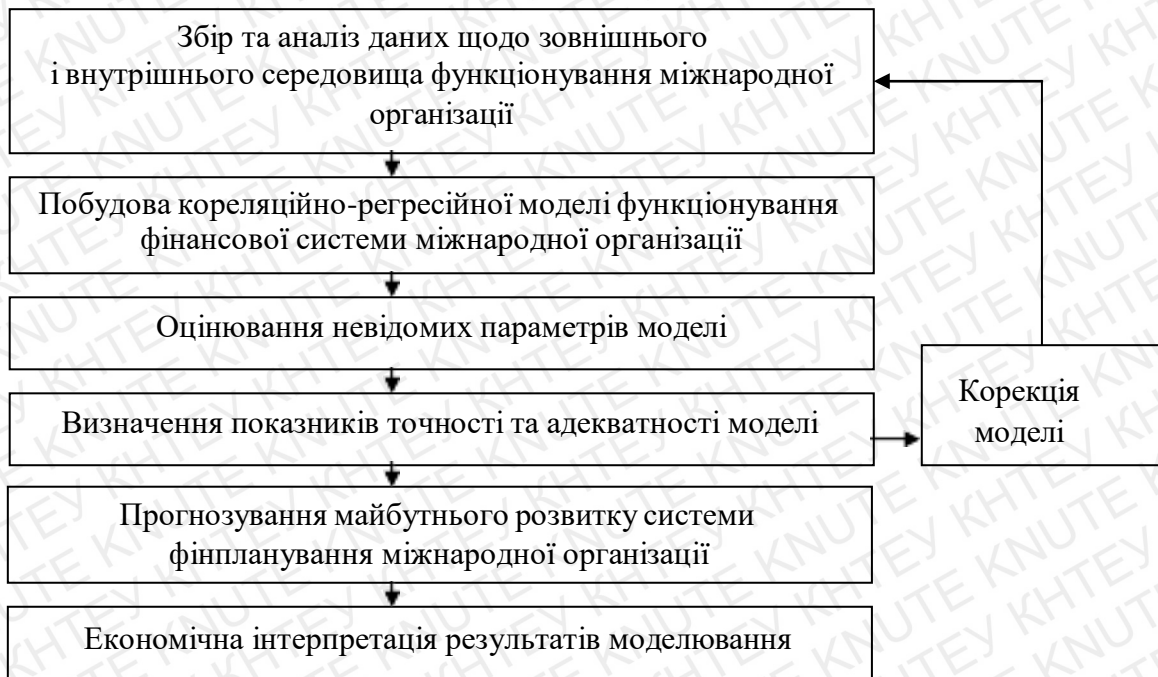 Збір та аналіз даних щодо зовнішнього
і внутрішнього середовища функціонування міжнародної
організації
Побудова кореляційно-регресійної моделі функціонування
фінансової системи міжнародної організації
Оцінювання невідомих параметрів моделі
Визначення показників точності та адекватності моделі
Корекція
моделі
Прогнозування майбутнього розвитку системи
фінпланування міжнародної організації
Економічна інтерпретація результатів моделювання